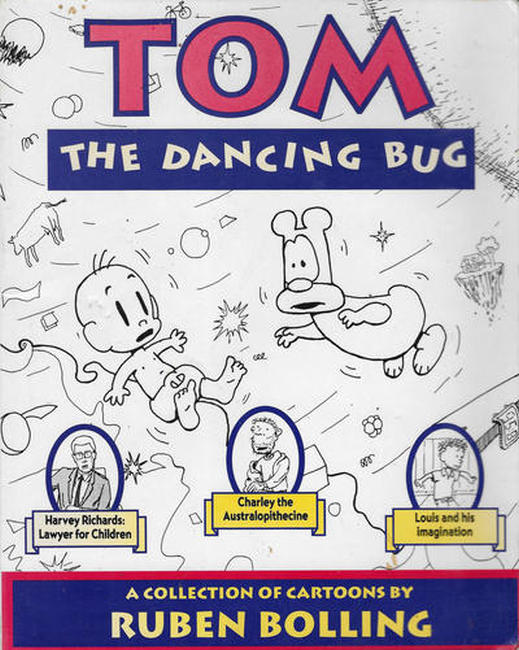 TOM
THE DANCING BUG
Harvey Richards:
Lawyer for Children
Charley the
Australopithecine
Louis and his
imagination
A COLLECTION OF CARTOONS BY
RUBEN BOLLING